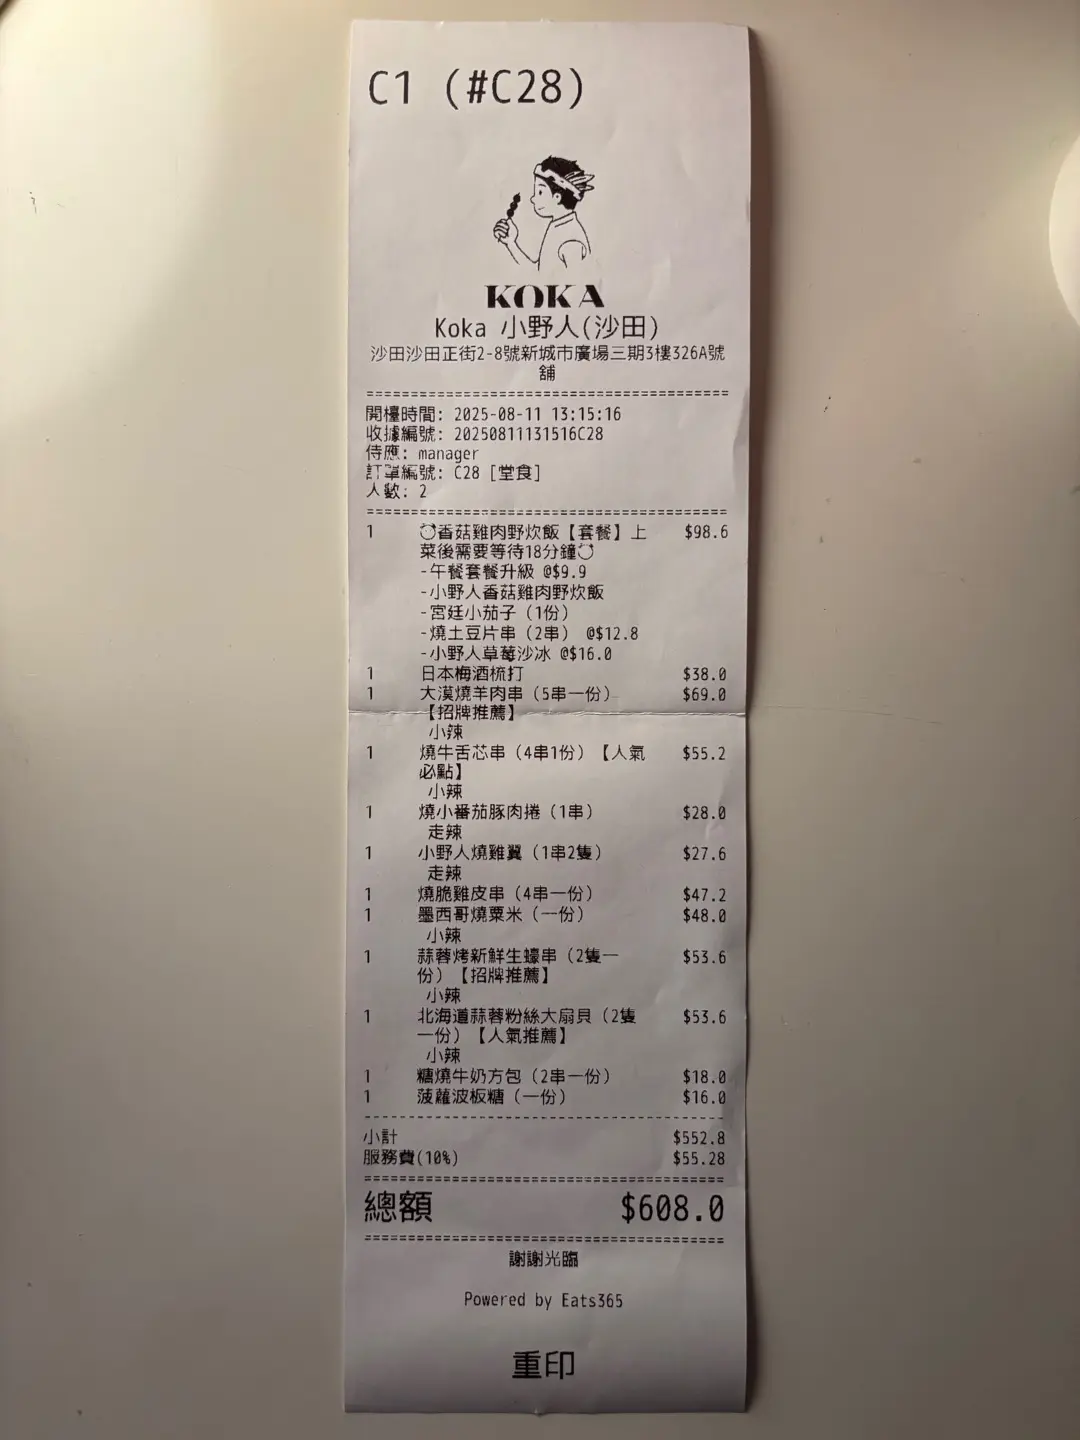 C1 (#C28)
KOKA
Koka 小野人(沙田)
沙田沙田正街2-8號新城市廣場三期3樓326A號
舖
開檯時間: 2025-08-11 13:15:16
收據編號: 20250811131516C28
侍應: manager
訂單編號: C28 [堂食]
人數: 2
1 香菇雞肉野炊飯【套餐】上 $98.6
菜後需要等待18分鐘
-午餐套餐升級 @$9.9
-小野人香菇雞肉野炊飯
-宮廷小茄子（1份）
-燒土豆片串（2串） @$12.8
-小野人草莓沙冰 @$16.0
1 日本梅酒梳打 $38.0
1 大漠燒羊肉串（5串一份） $69.0
【招牌推薦】
小辣
1 燒牛舌芯串（4串1份）【人氣 $55.2
必點】
小辣
1 燒小番茄豚肉捲（1串） $28.0
走辣
1 小野人燒雞翼（1串2隻） $27.6
走辣
1 燒脆雞皮串（4串一份） $47.2
1 墨西哥燒粟米（一份） $48.0
小辣
1 蒜蓉烤新鮮生蠔串（2隻一 $53.6
份）【招牌推薦】
小辣
1 北海道蒜蓉粉絲大扇貝（2隻 $53.6
一份）【人氣推薦】
小辣
1 糖燒牛奶方包（2串一份） $18.0
1 菠蘿波板糖（一份） $16.0
小計 $552.8
服務費(10%) $55.28
總額 $608.0
謝謝光臨
Powered by Eats365
重印